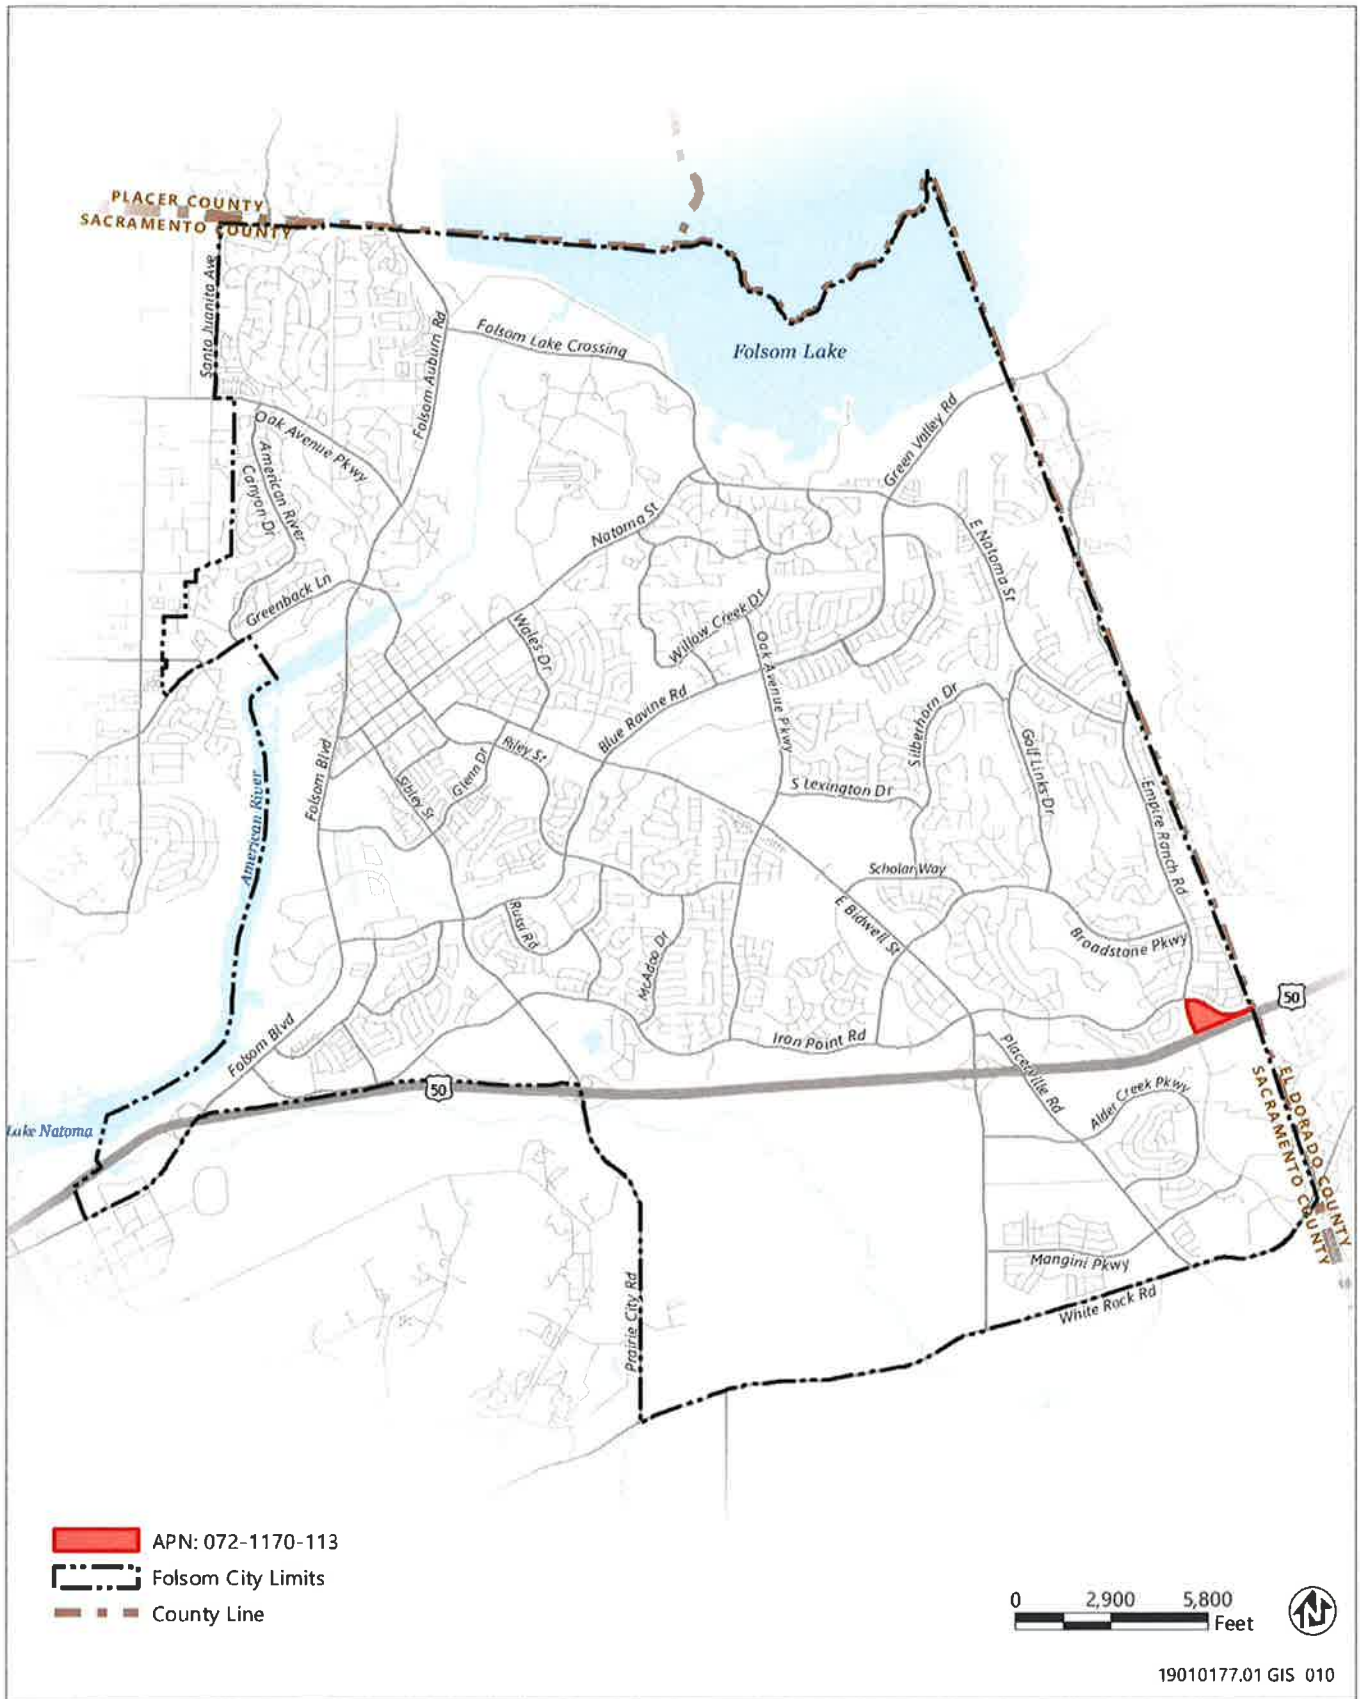 PLACER COUNTY
SACRAMENTO COUNTY
Santa Juanita Ave
Folsom Auburn Rd
Folsom Lake Crossing
Folsom Lake
Green Valley Rd
Oak Avenue Pkwy
American River
Canyon Dr
Natoma St
E Natoma St
Greenback Ln
Wales Dr
Willow Creek Dr
Oak Avenue Pkwy
Blue Ravine Rd
Silberhorn Dr
Golf Links Dr
Riley St
Glenn Dr
Sibley St
Folsom Blvd
American River
S Lexington Dr
Empire Ranch Rd
Scholar Way
E Bidwell St
Russi Rd
McAdoo Dr
Broadstone Pkwy
50
Iron Point Rd
Folsom Blvd
Placerville Rd
50
Alder Creek Pkwy
Lake Natoma
EL DORADO COUNTY
SACRAMENTO COUNTY
Mangini Pkwy
White Rock Rd
Prairie City Rd
APN: 072-1170-113
Folsom City Limits
County Line
0 2,900 5,800
Feet
N
19010177.01 GIS 010